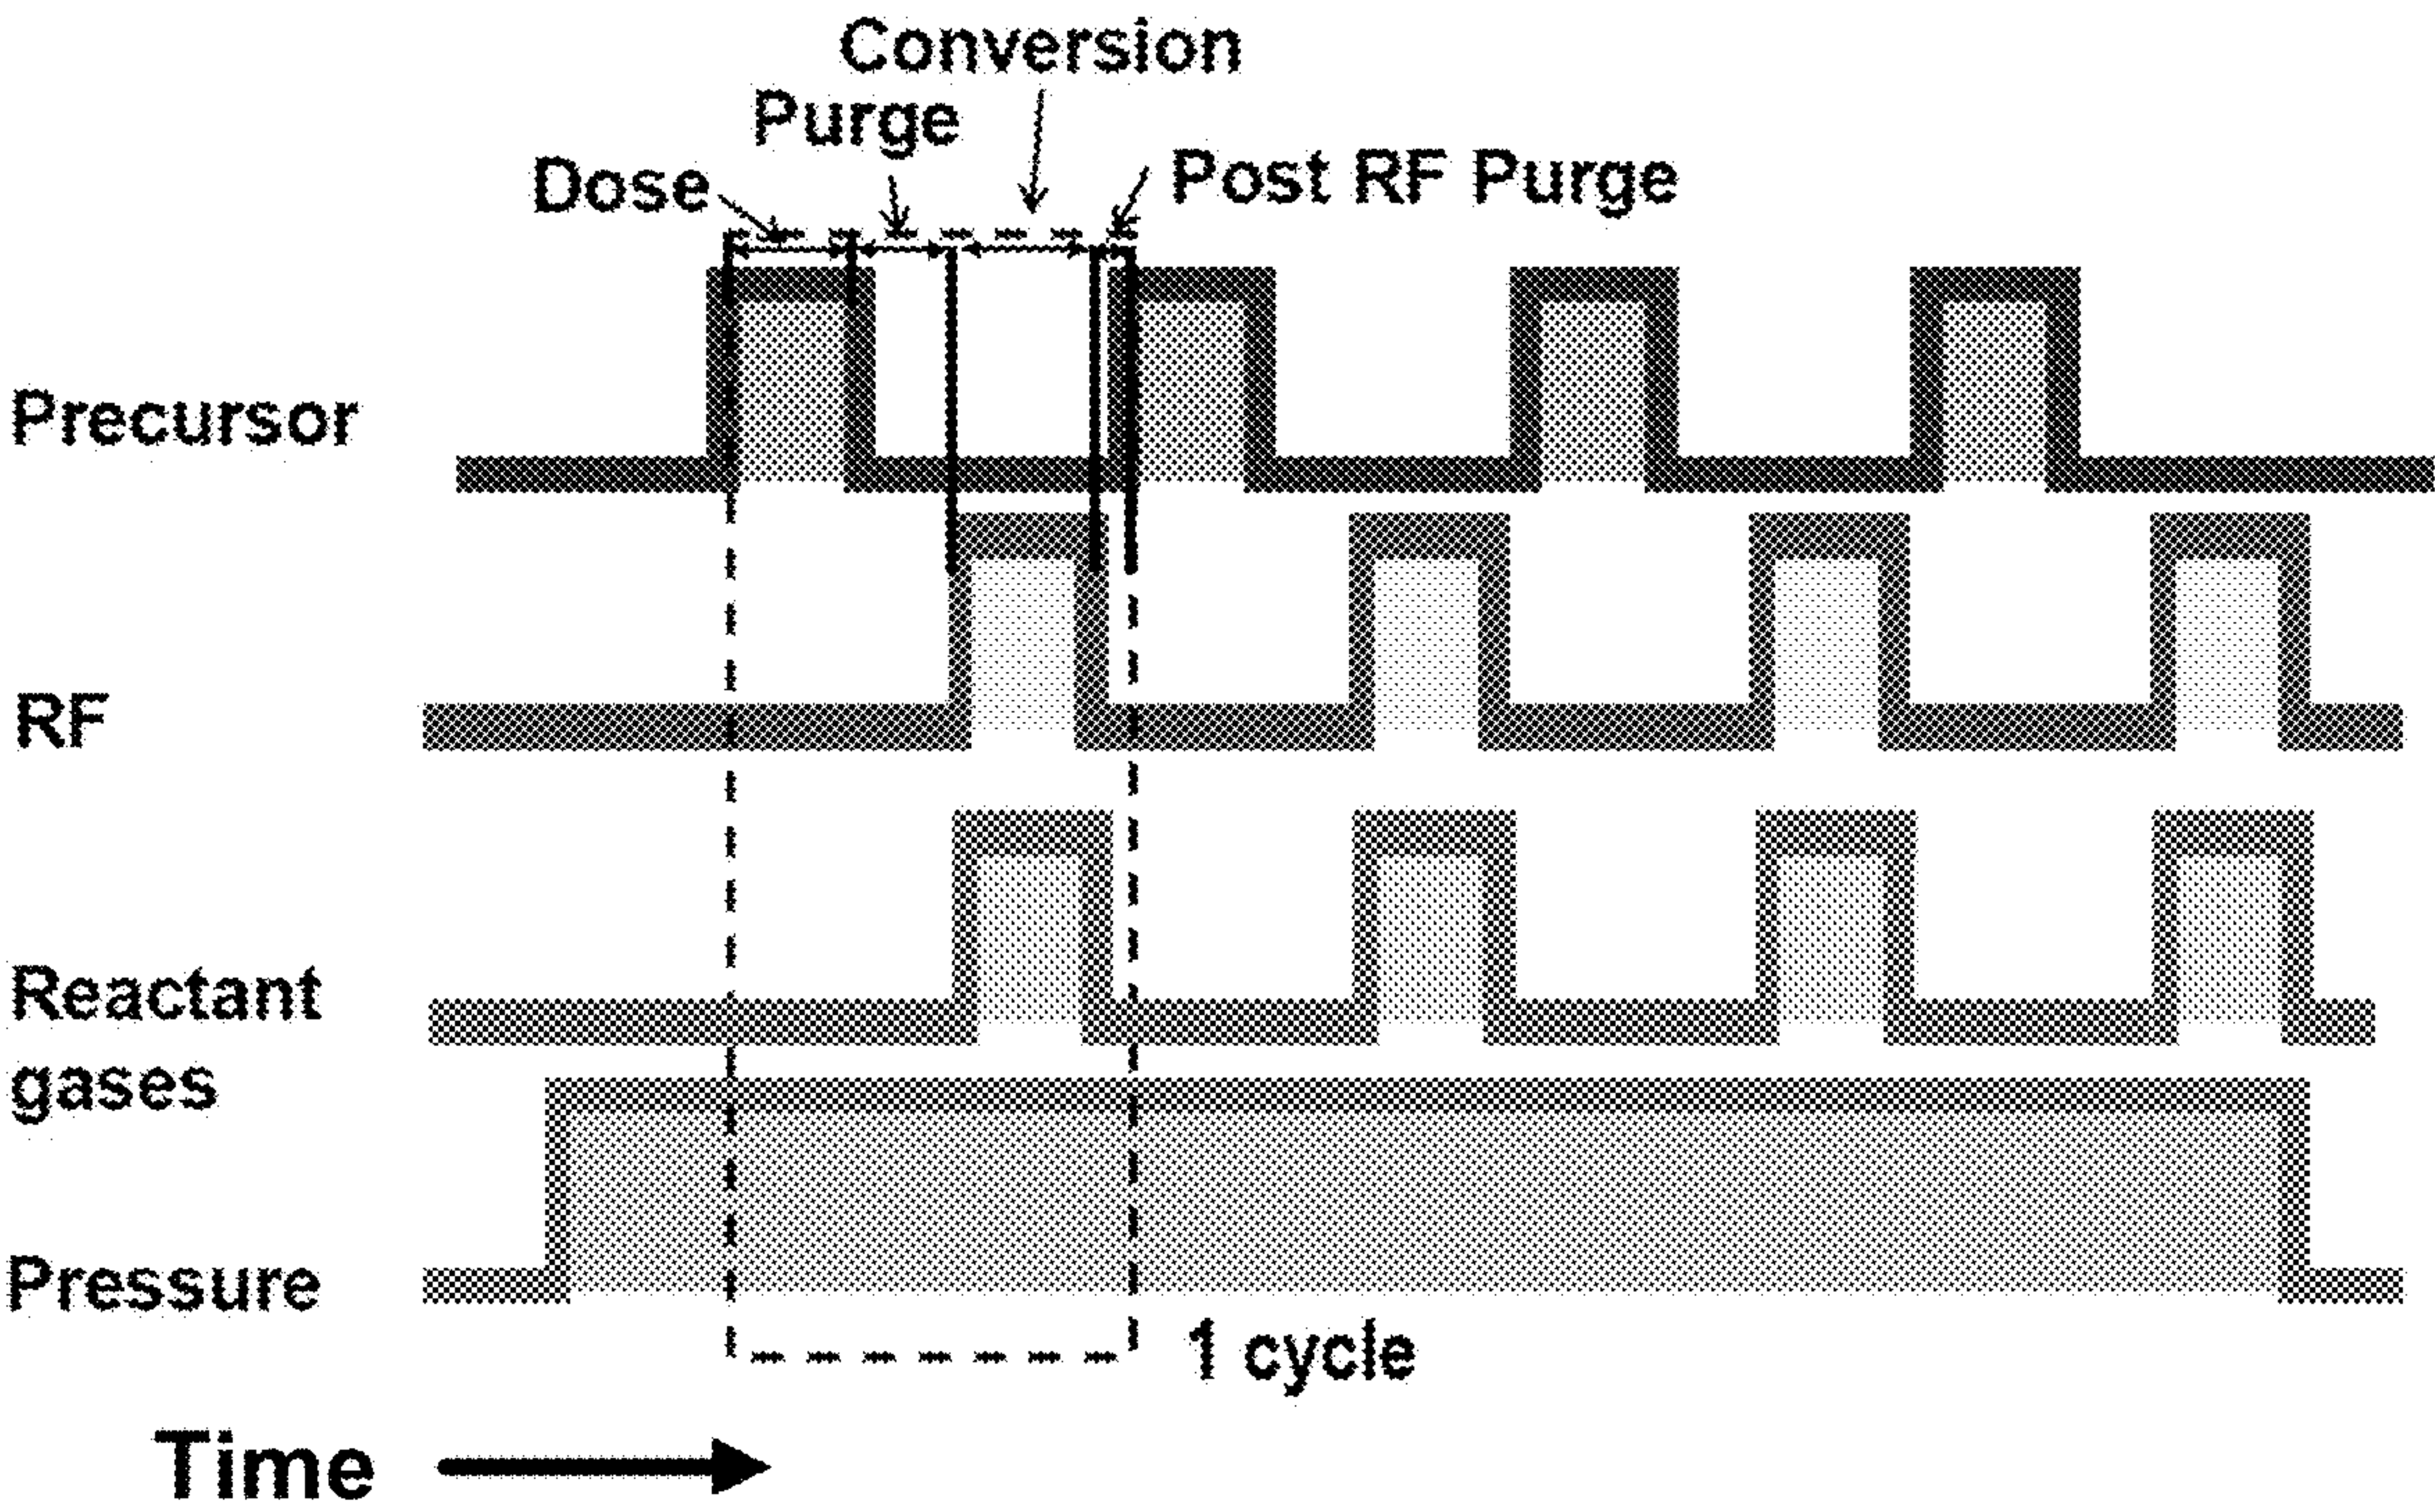 Conversion
Purge
Dose
Post RF Purge
Precursor
RF
Reactant
gases
Pressure
1 cycle
Time